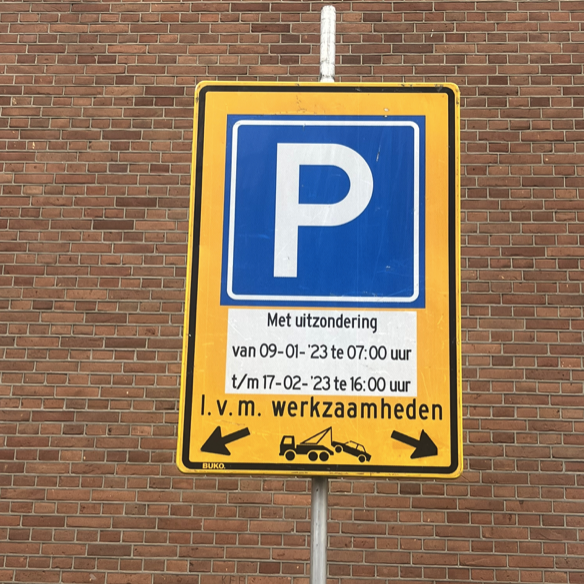 P
Met uitzondering
van 09-01-'23 te 07:00 uur
t/m 17-02-'23 te 16:00 uur
I.v.m. werkzaamheden
BUKO.